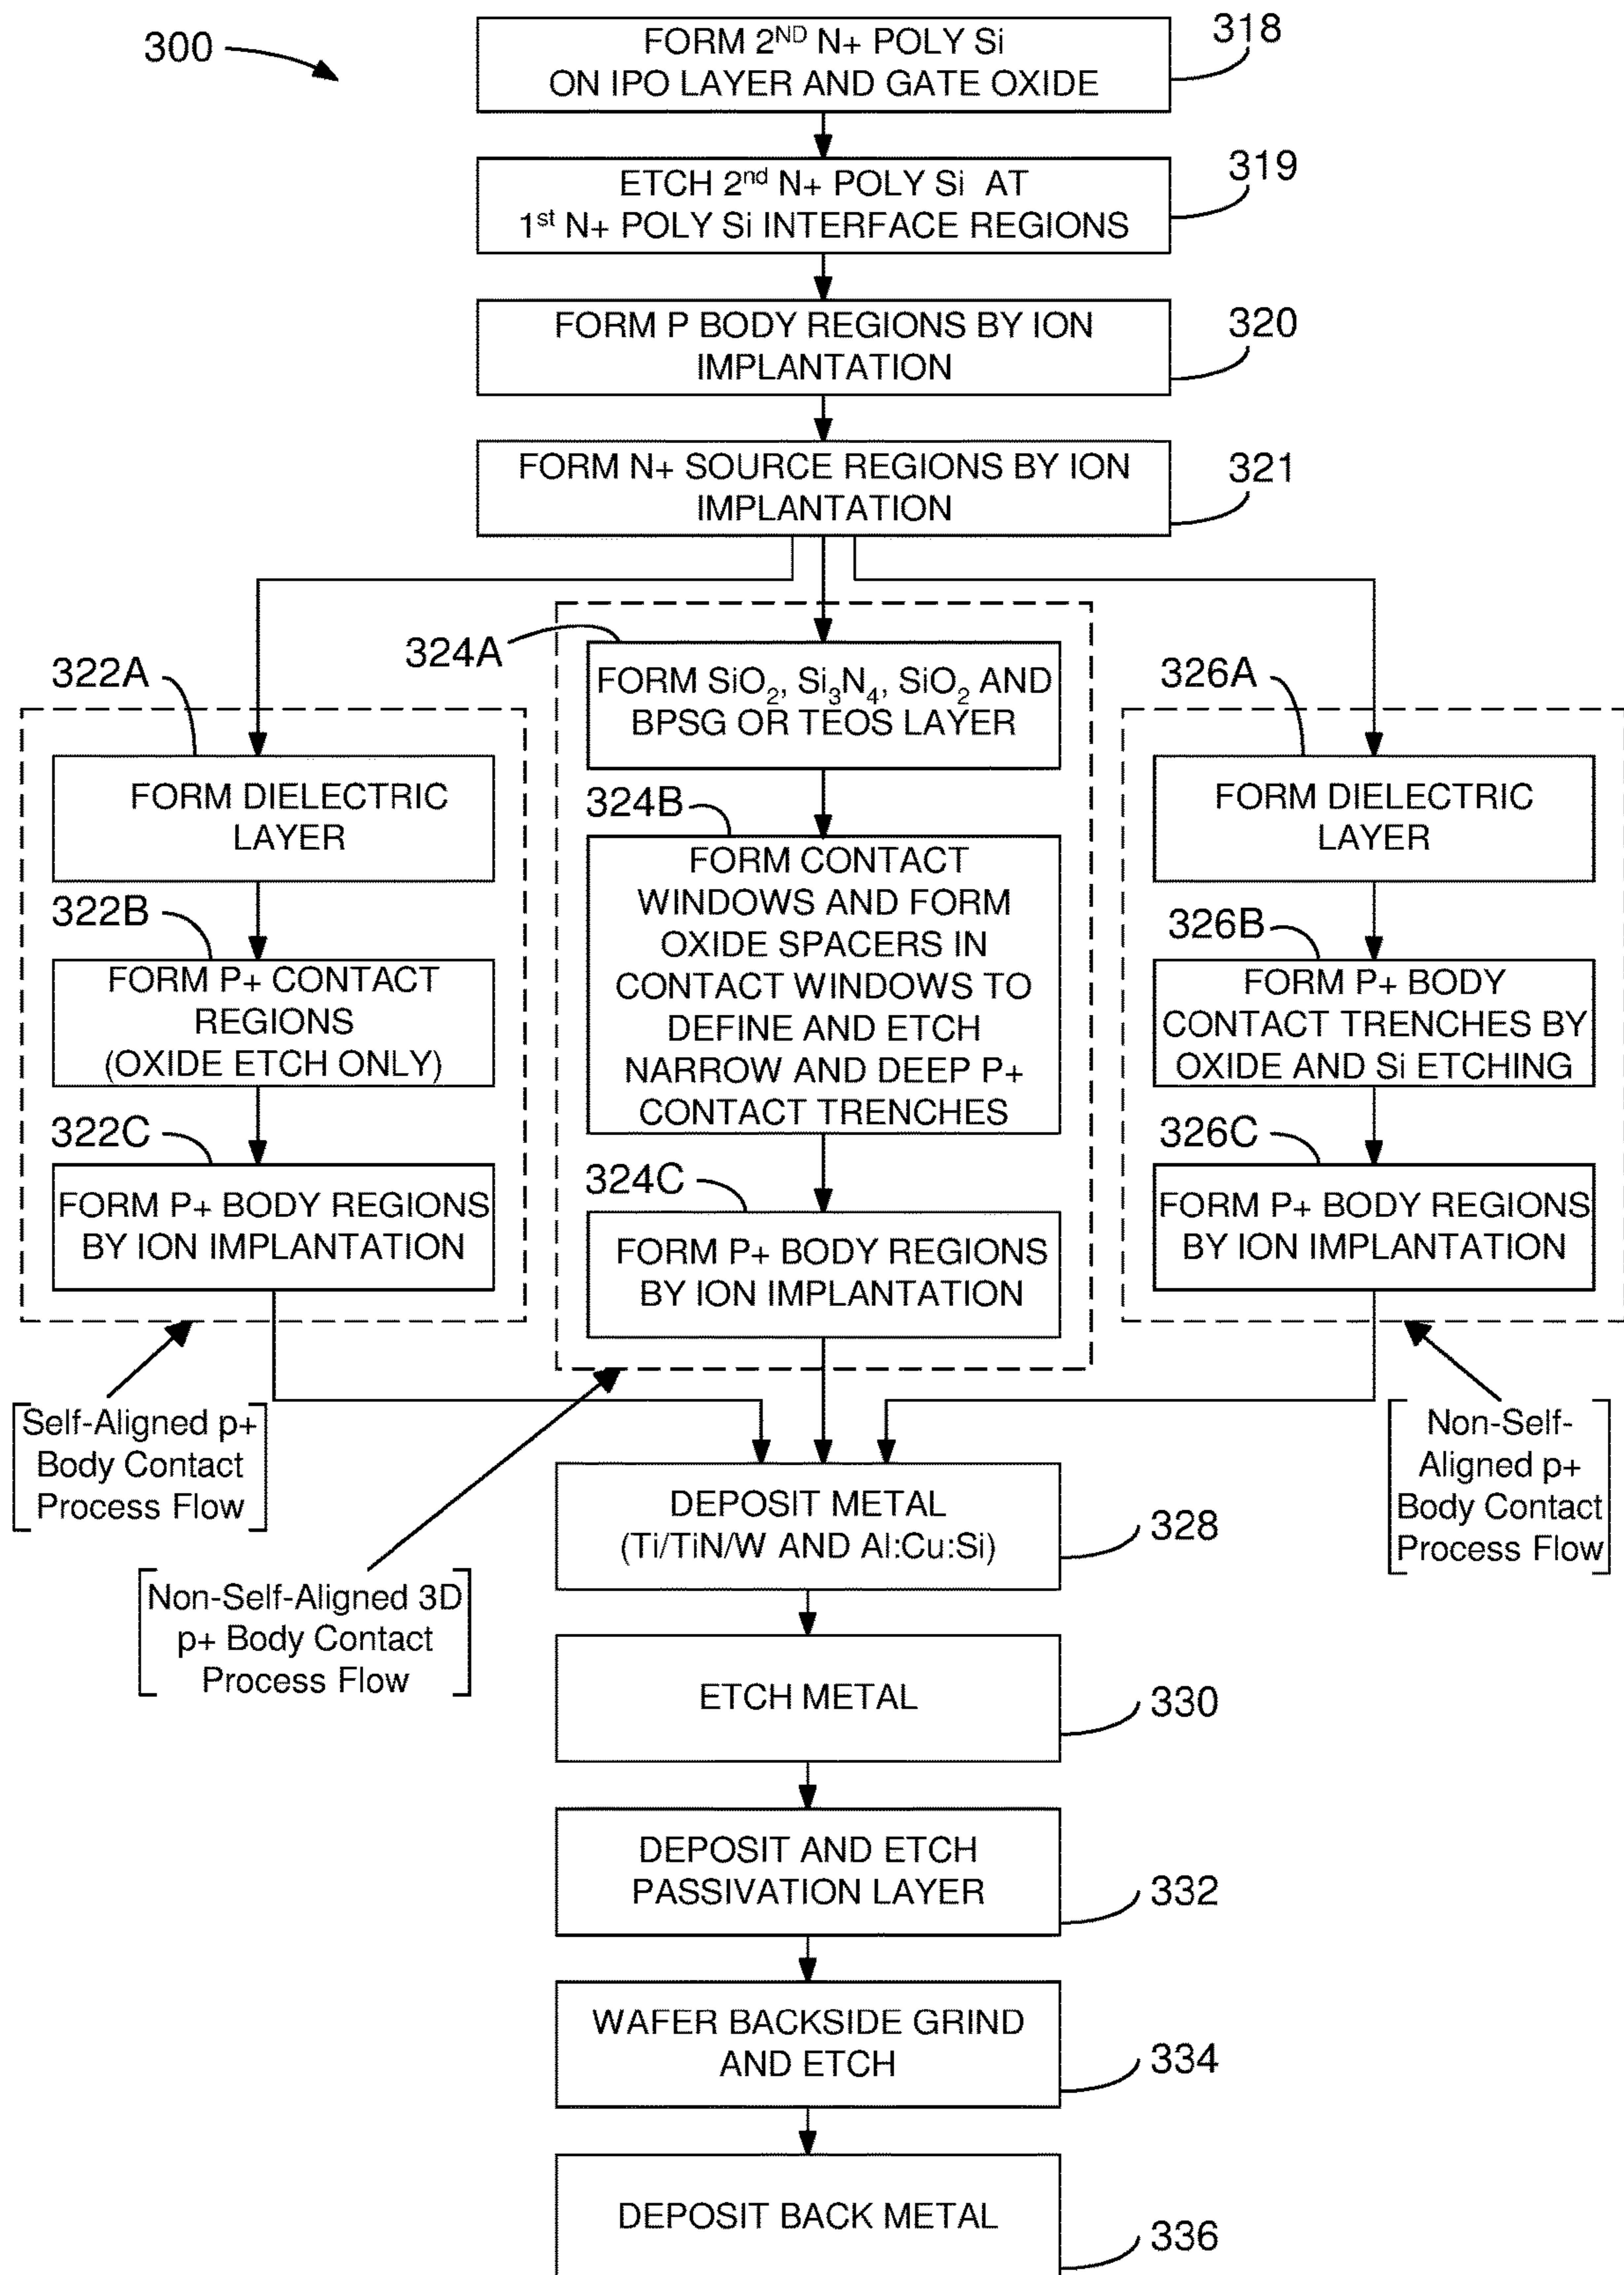 300
FORM 2ND N+ POLY Si
ON IPO LAYER AND GATE OXIDE
318
ETCH 2nd N+ POLY Si AT
1st N+ POLY Si INTERFACE REGIONS
319
FORM P BODY REGIONS BY ION
IMPLANTATION
320
FORM N+ SOURCE REGIONS BY ION
IMPLANTATION
321
322A
FORM DIELECTRIC
LAYER
322B
FORM P+ CONTACT
REGIONS
(OXIDE ETCH ONLY)
322C
FORM P+ BODY REGIONS
BY ION IMPLANTATION
Self-Aligned p+
Body Contact
Process Flow
324A
FORM SiO2, Si3N4, SiO2 AND
BPSG OR TEOS LAYER
324B
FORM CONTACT
WINDOWS AND FORM
OXIDE SPACERS IN
CONTACT WINDOWS TO
DEFINE AND ETCH
NARROW AND DEEP P+
CONTACT TRENCHES
324C
FORM P+ BODY REGIONS
BY ION IMPLANTATION
Non-Self-Aligned 3D
p+ Body Contact
Process Flow
326A
FORM DIELECTRIC
LAYER
326B
FORM P+ BODY
CONTACT TRENCHES BY
OXIDE AND Si ETCHING
326C
FORM P+ BODY REGIONS
BY ION IMPLANTATION
Non-Self-
Aligned p+
Body Contact
Process Flow
DEPOSIT METAL
(Ti/TiN/W AND Al:Cu:Si)
328
ETCH METAL
330
DEPOSIT AND ETCH
PASSIVATION LAYER
332
WAFER BACKSIDE GRIND
AND ETCH
334
DEPOSIT BACK METAL
336